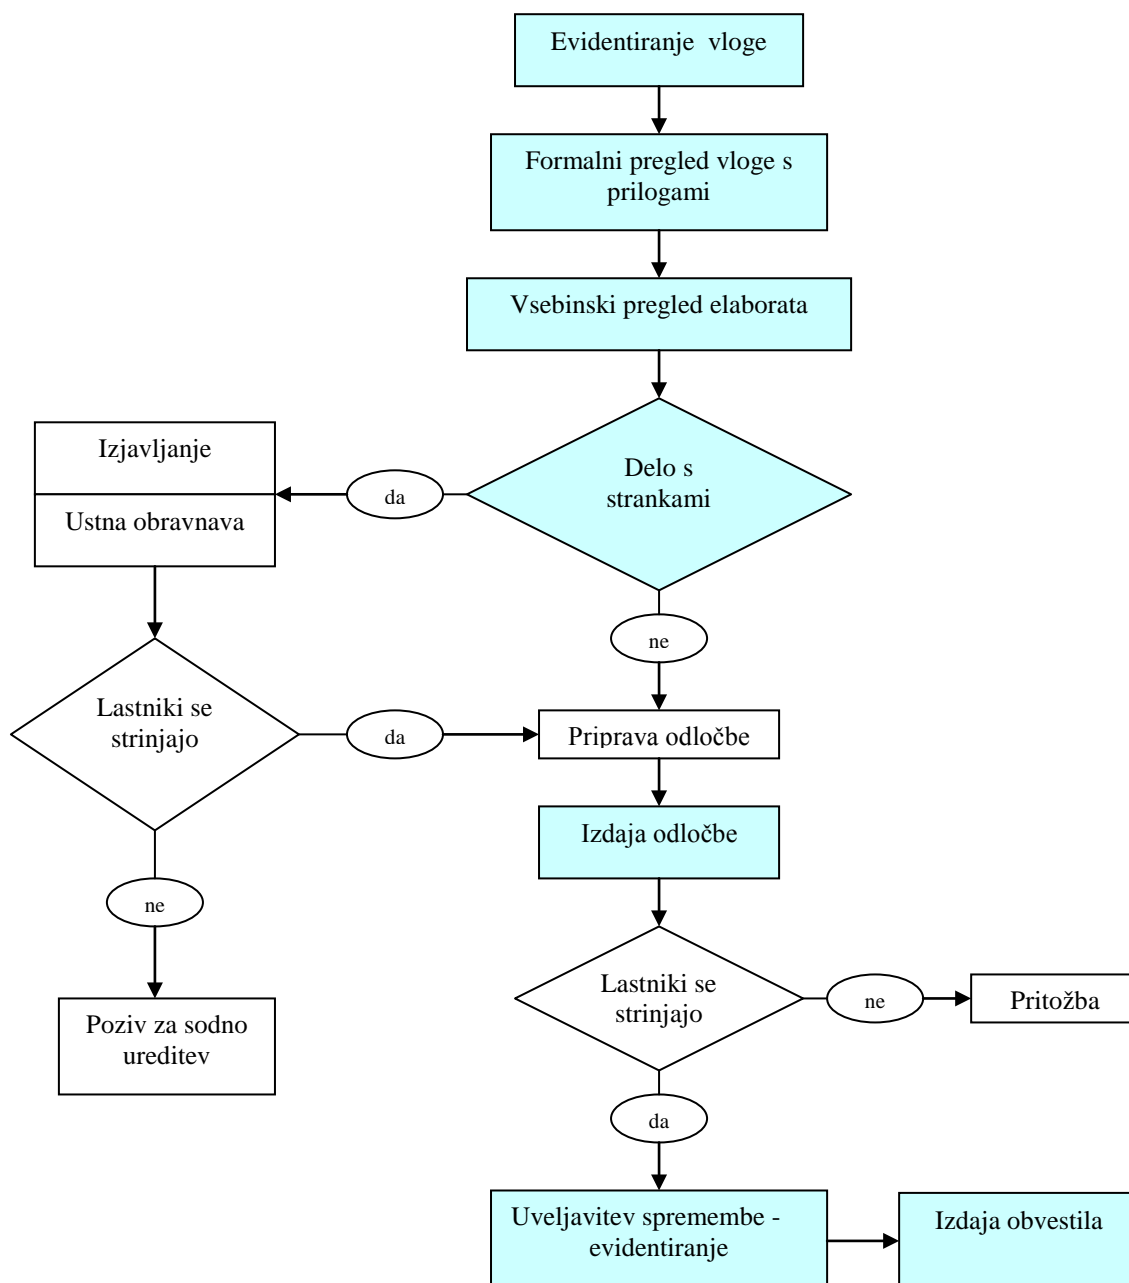 Evidentiranje vloge
Formalni pregled vloge s
prilogami
Vsebinski pregled elaborata
Izjavljanje
Delo s
strankami
da
Ustna obravnava
ne
Lastniki se
strinjajo
da
Priprava odločbe
Izdaja odločbe
ne
Lastniki se
strinjajo
ne
Pritožba
Poziv za sodno
ureditev
da
Uveljavitev spremembe -
evidentiranje
Izdaja obvestila